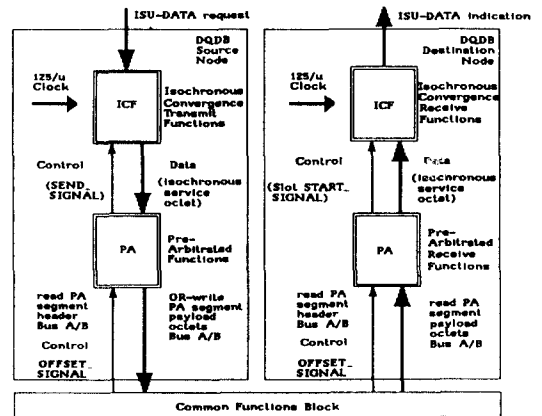 ISU-DATA request
DQDB
Source
Node
125/u
Clock
ICF
Isochronous
Convergence
Transmit
Functions
Control
(SEND_
SIGNAL)
Data
(isochronous
service
octet)
PA
Pre-
Arbitrated
Functions
read PA
segment
header
Bus A/B
Control
OFFSET_
SIGNAL
OR-write
PA segment
payload
octets
Bus A/B
ISU-DATA indication
DQDB
Destination
Node
125/u
Clock
ICF
Isochronous
Convergence
Receive
Functions
Control
(Slot START_
SIGNAL)
Data
(isochronous
service
octet)
PA
Pre-
Arbitrated
Receive
Functions
read PA
segment
header
Bus A/B
Control
OFFSET_
SIGNAL
read PA
segment
payload
octets
Bus A/B
Common Functions Block